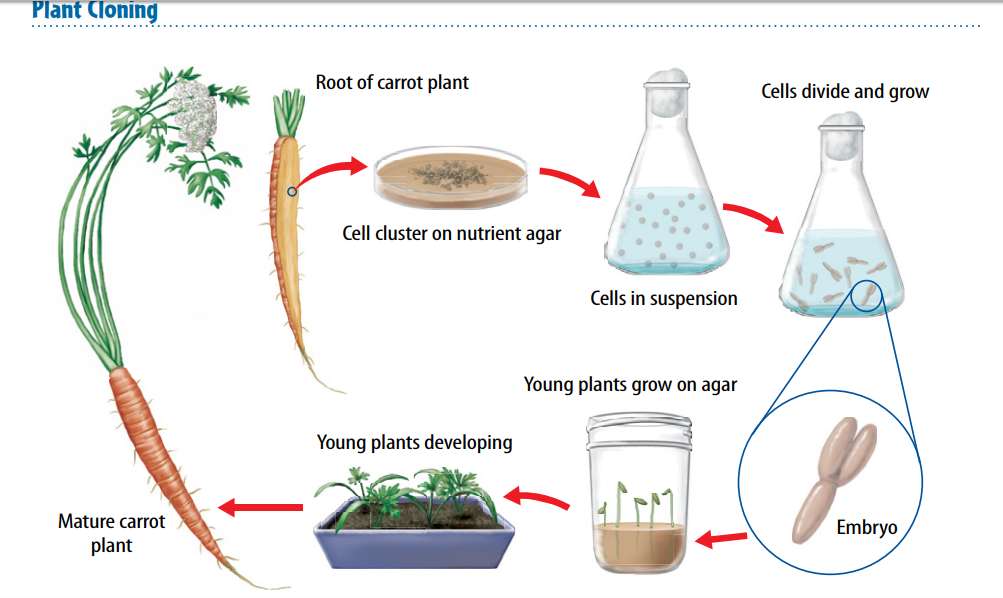 Plant Cloning
Root of carrot plant
Cells divide and grow
Cell cluster on nutrient agar
Cells in suspension
Young plants grow on agar
Young plants developing
Embryo
Mature carrot
plant